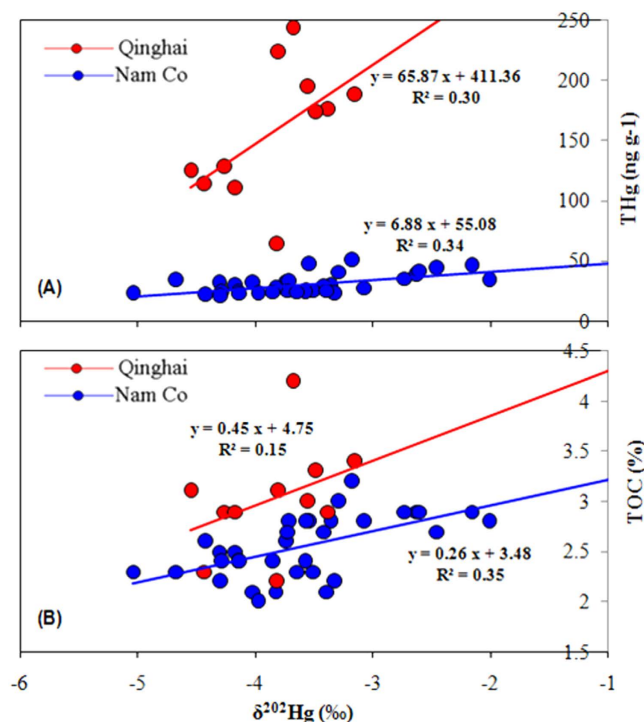 250
Qinghai
Nam Co
y = 65.87 x + 411.36
R² = 0.30
200
150
THg (ng g-1)
100
y = 6.88 x + 55.08
R² = 0.34
50
(A)
0
4.5
Qinghai
Nam Co
4
y = 0.45 x + 4.75
R² = 0.15
3.5
3
TOC (%)
2.5
y = 0.26 x + 3.48
R² = 0.35
2
(B)
1.5
-6 -5 -4 -3 -2 -1
δ²⁰²Hg (‰)